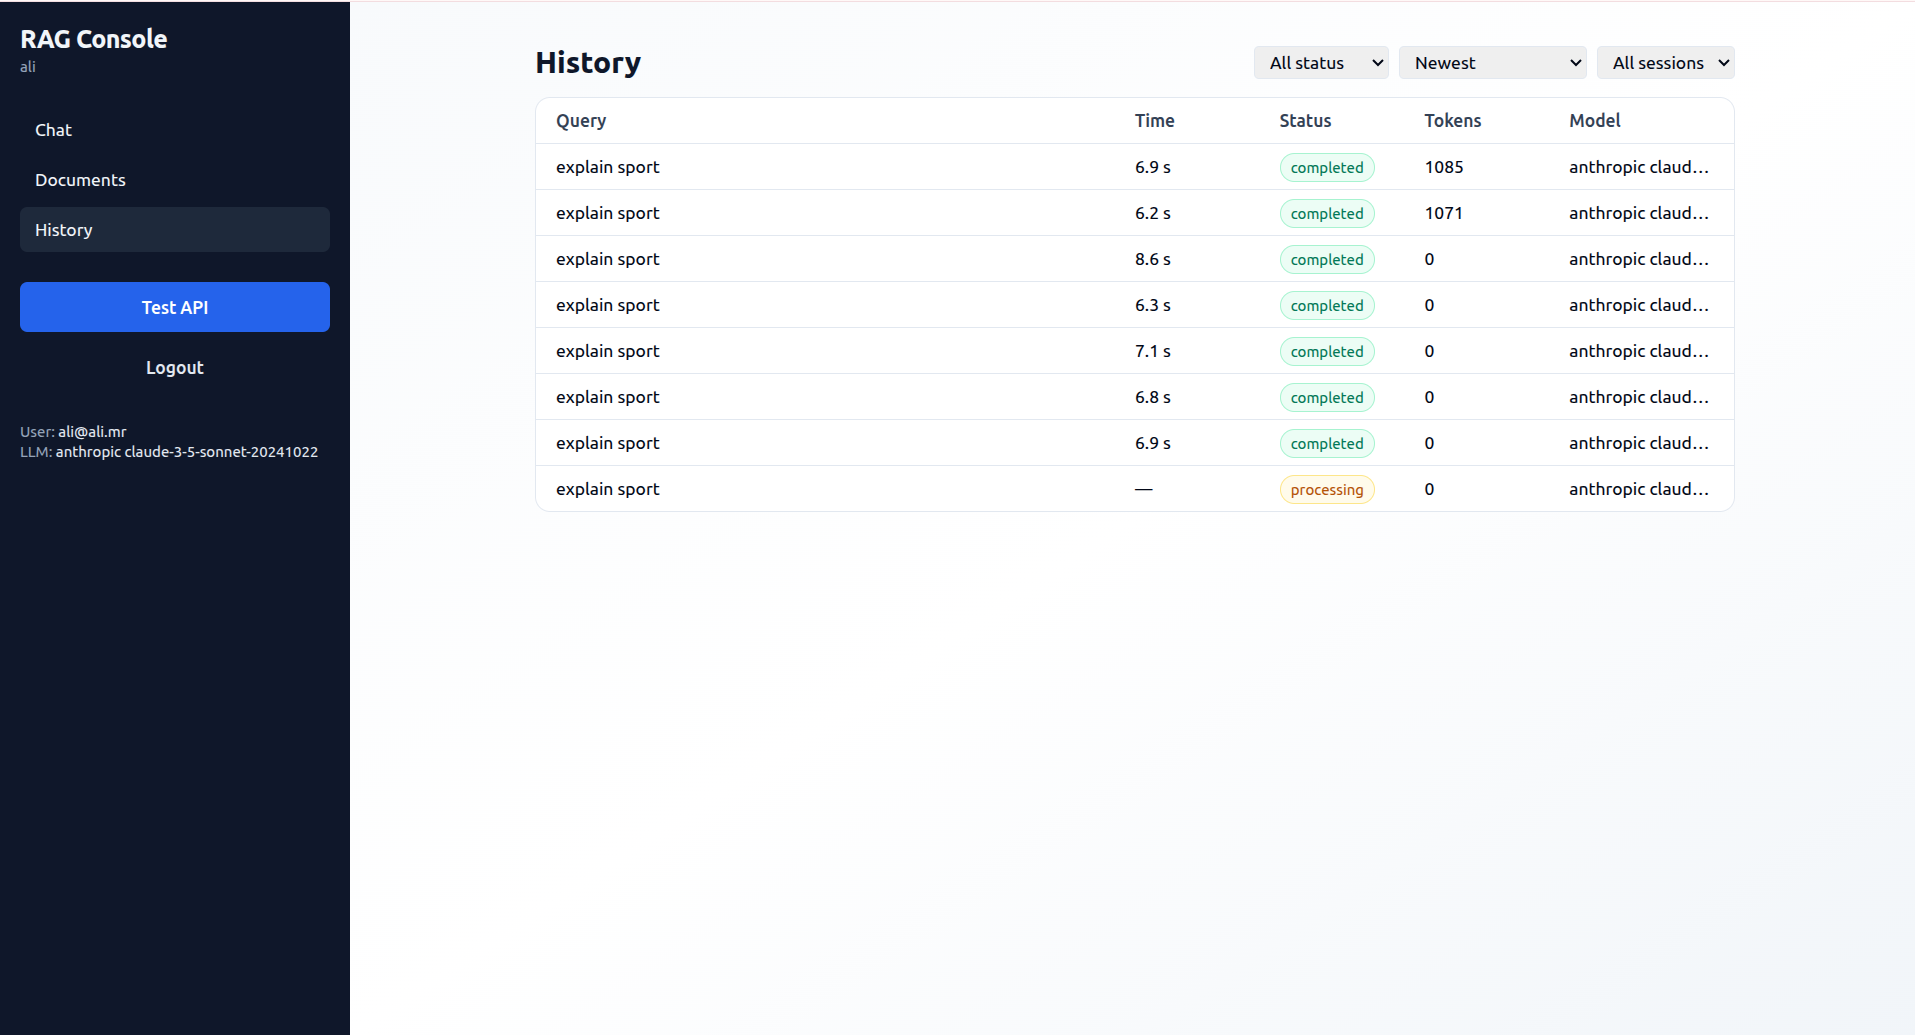 RAG Console
ali
Chat
Documents
History
Test API
Logout
User: ali@ali.mr
LLM: anthropic claude-3-5-sonnet-20241022
History
All status Newest All sessions
Query Time Status Tokens Model
explain sport 6.9 s completed 1085 anthropic claud...
explain sport 6.2 s completed 1071 anthropic claud...
explain sport 8.6 s completed 0 anthropic claud...
explain sport 6.3 s completed 0 anthropic claud...
explain sport 7.1 s completed 0 anthropic claud...
explain sport 6.8 s completed 0 anthropic claud...
explain sport 6.9 s completed 0 anthropic claud...
explain sport — processing 0 anthropic claud...